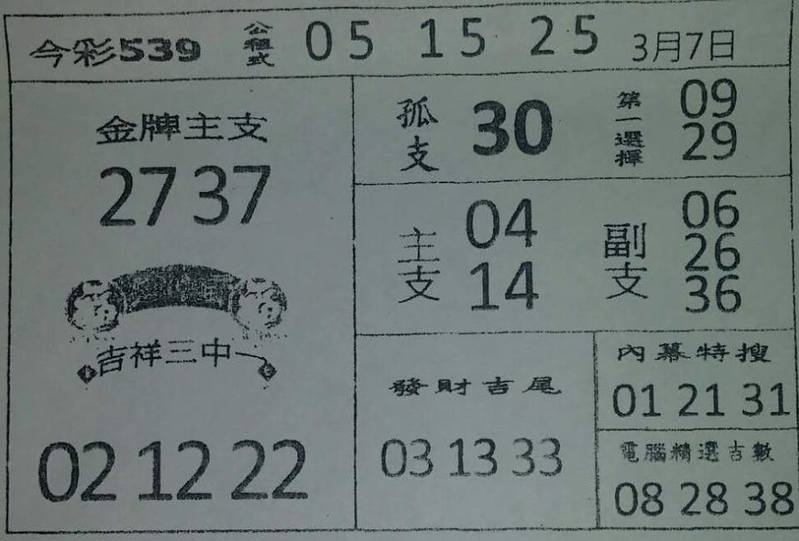 今彩539 公種式 05 15 25 3月7日
金牌主支
27 37
吉祥三中一
02 12 22
孤支 30
第一選擇 09 29
主支 04 14
副支 06 26 36
發財吉尾
03 13 33
內幕特搜
01 21 31
電腦精選吉數
08 28 38